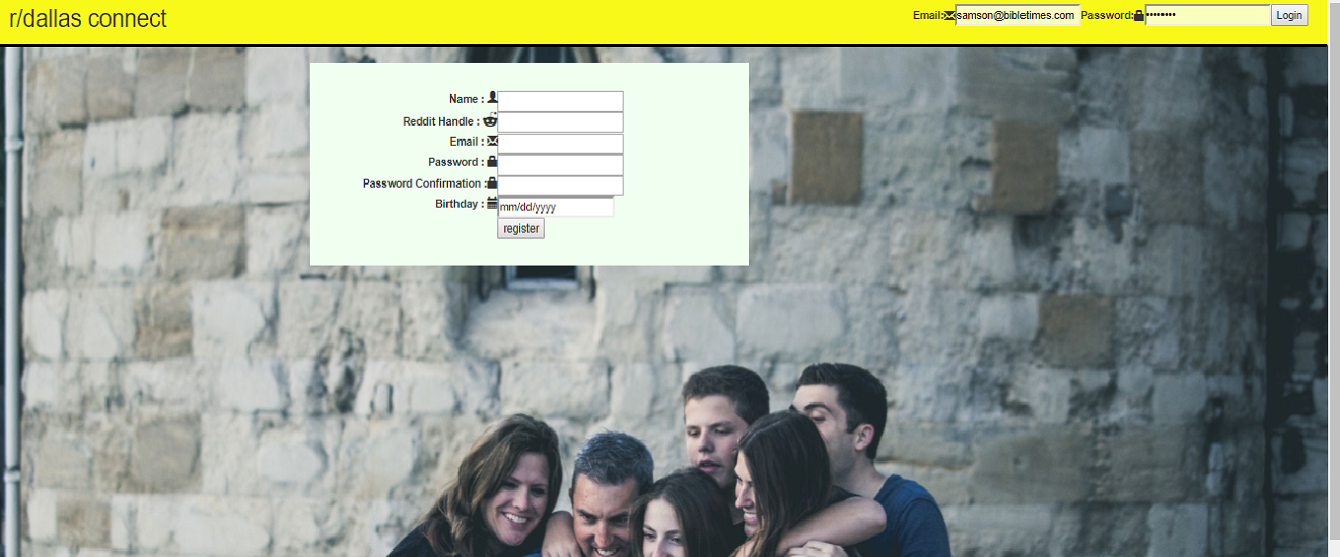 r/dallas connect
Email: samson@bibletimes.com Password: •••••••• Login
Name :
Reddit Handle :
Email :
Password :
Password Confirmation :
Birthday : mm/dd/yyyy
register